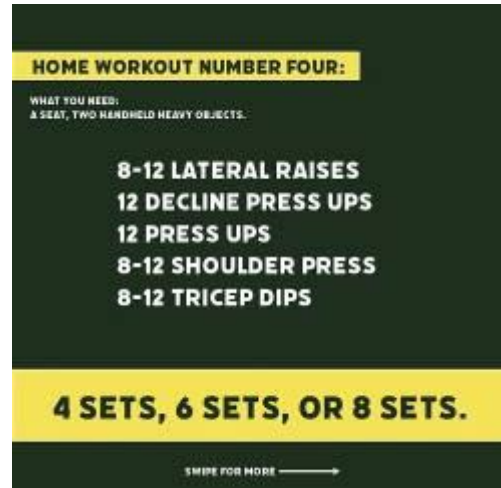 HOME WORKOUT NUMBER FOUR:
WHAT YOU NEED:
A SEAT, TWO HANDHELD HEAVY OBJECTS.
8-12 LATERAL RAISES
12 DECLINE PRESS UPS
12 PRESS UPS
8-12 SHOULDER PRESS
8-12 TRICEP DIPS
4 SETS, 6 SETS, OR 8 SETS.
SWIPE FOR MORE